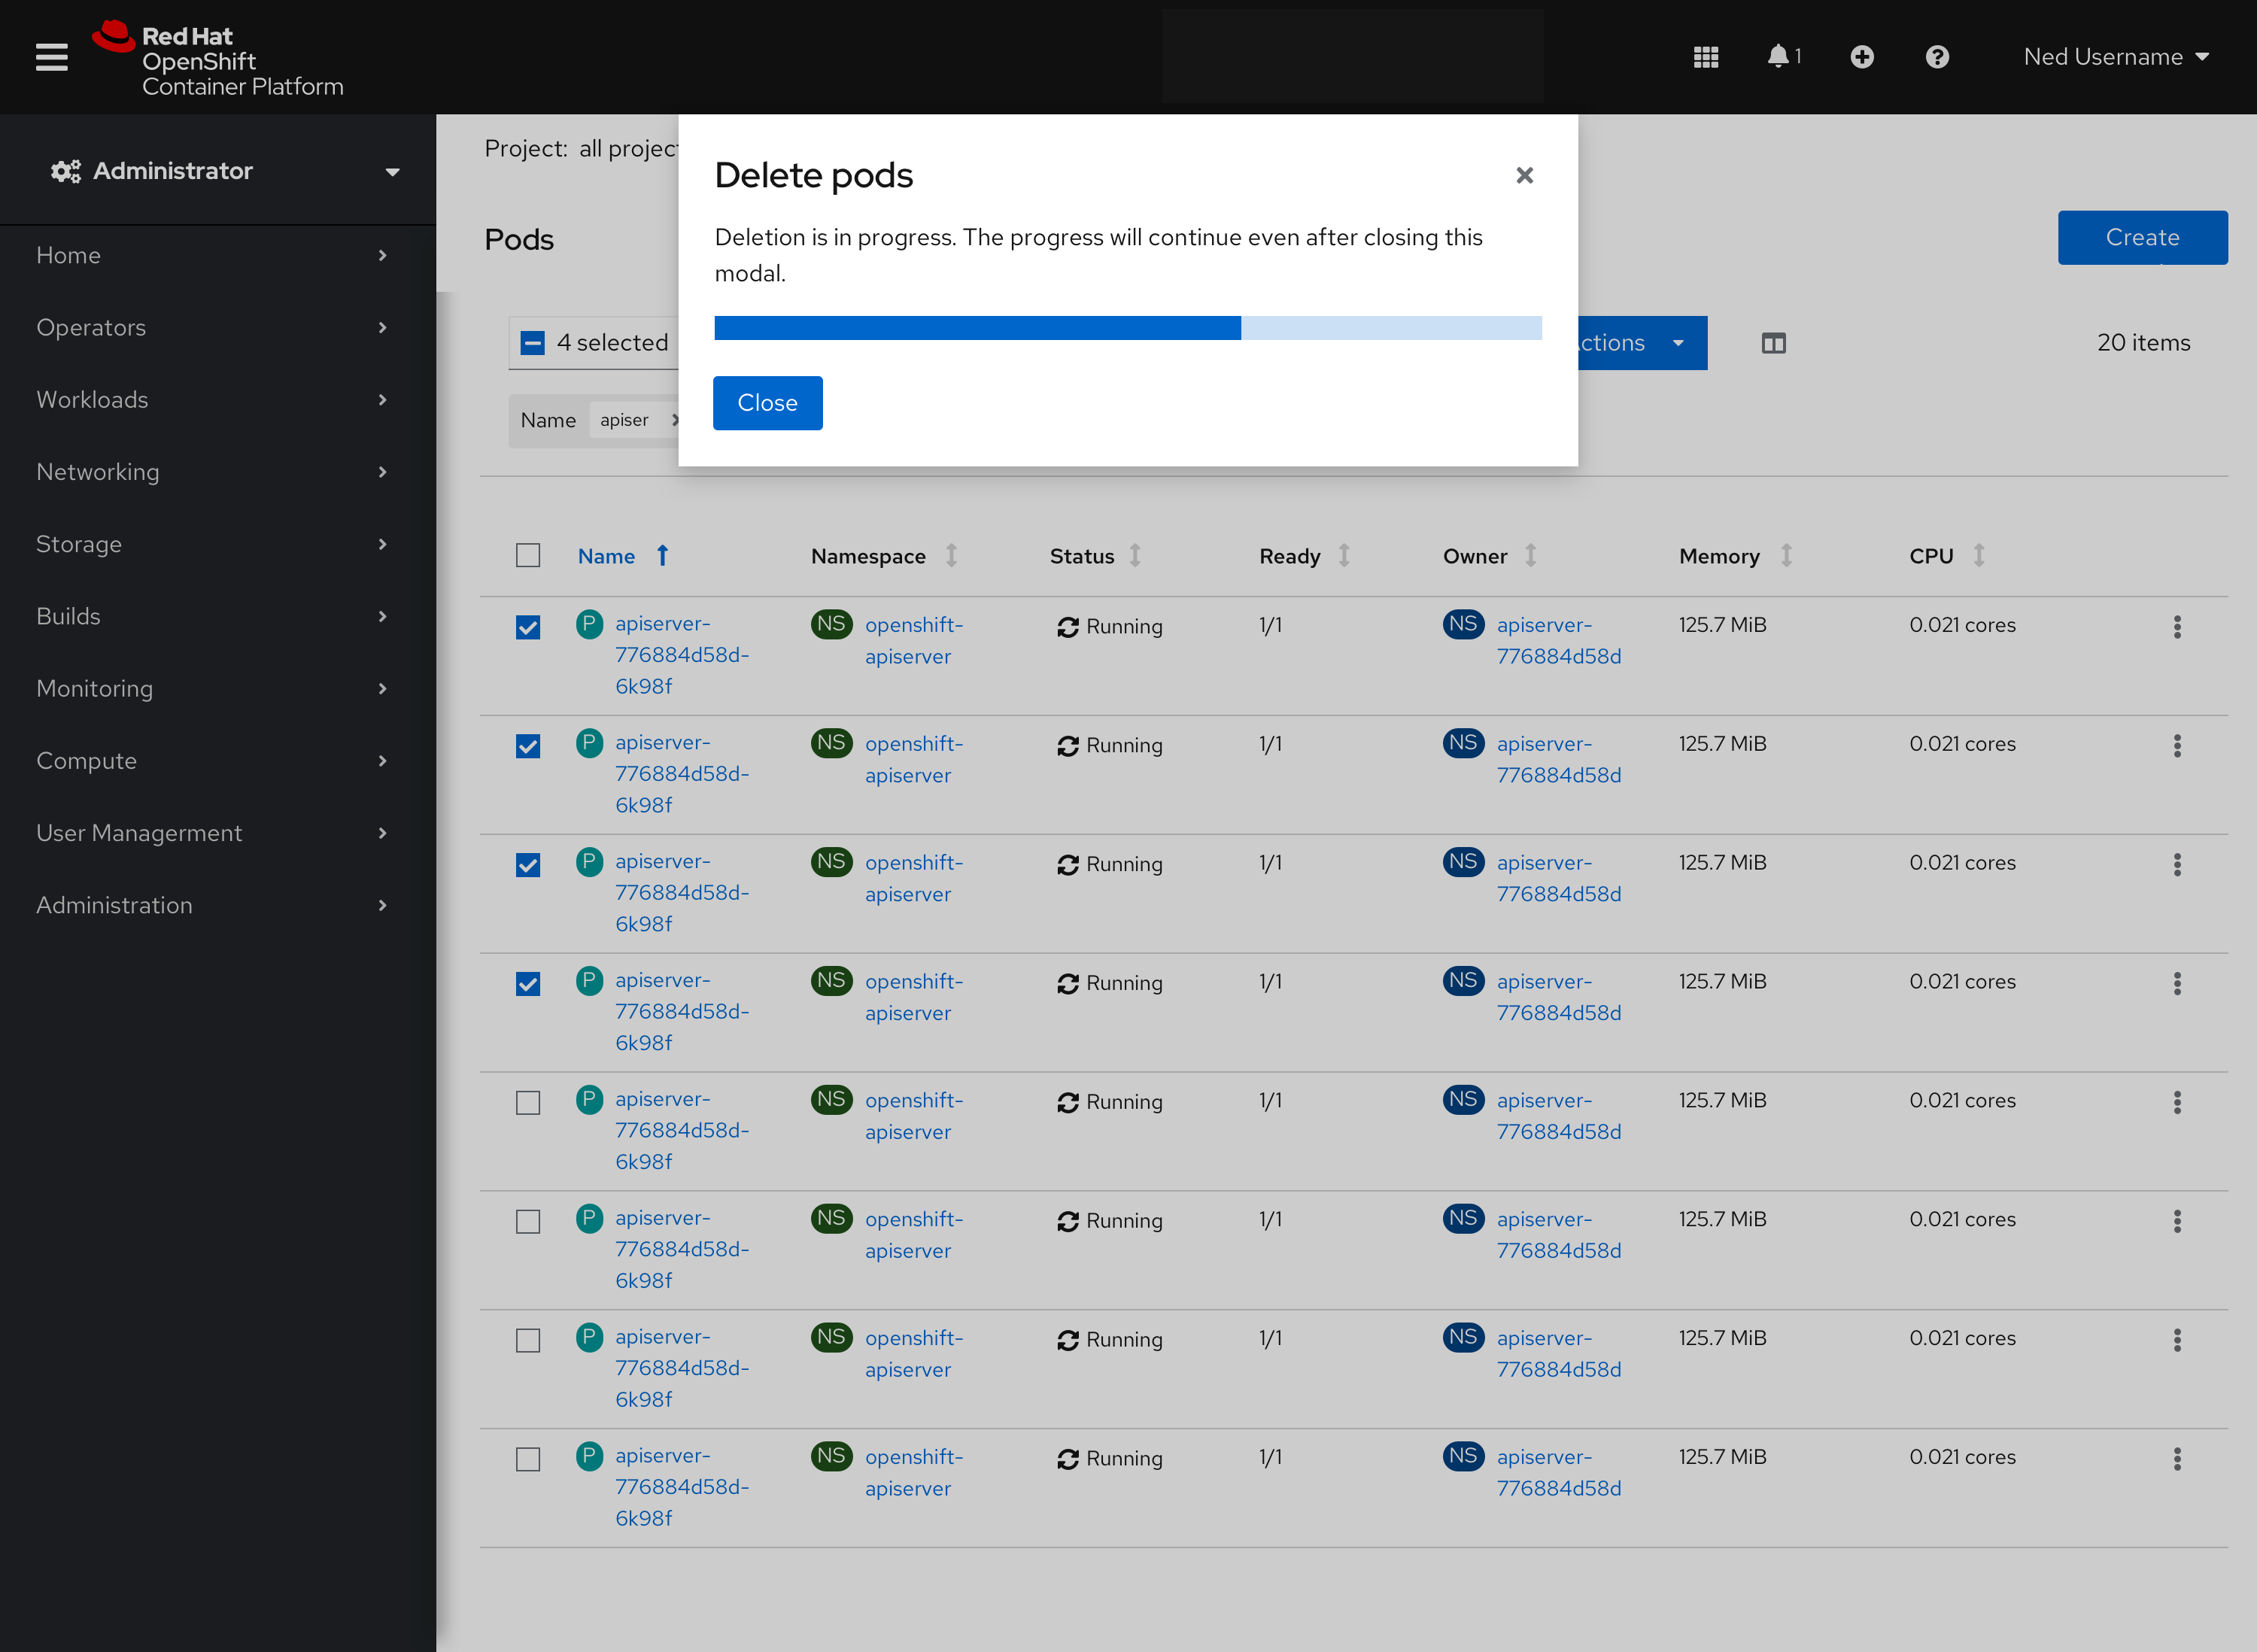 Red Hat
OpenShift
Container Platform
1
Ned Username
Administrator
Home
Operators
Workloads
Networking
Storage
Builds
Monitoring
Compute
User Managerment
Administration
Project: all
Pods
Create
4 selected
20 items
Name apiser
Delete pods
Deletion is in progress. The progress will continue even after closing this
modal.
Close
Name Namespace Status Ready Owner Memory CPU
P apiserver- NS openshift- Running 1/1 NS apiserver- 125.7 MiB 0.021 cores
776884d58d- apiserver 776884d58d
6k98f
P apiserver- NS openshift- Running 1/1 NS apiserver- 125.7 MiB 0.021 cores
776884d58d- apiserver 776884d58d
6k98f
P apiserver- NS openshift- Running 1/1 NS apiserver- 125.7 MiB 0.021 cores
776884d58d- apiserver 776884d58d
6k98f
P apiserver- NS openshift- Running 1/1 NS apiserver- 125.7 MiB 0.021 cores
776884d58d- apiserver 776884d58d
6k98f
P apiserver- NS openshift- Running 1/1 NS apiserver- 125.7 MiB 0.021 cores
776884d58d- apiserver 776884d58d
6k98f
P apiserver- NS openshift- Running 1/1 NS apiserver- 125.7 MiB 0.021 cores
776884d58d- apiserver 776884d58d
6k98f
P apiserver- NS openshift- Running 1/1 NS apiserver- 125.7 MiB 0.021 cores
776884d58d- apiserver 776884d58d
6k98f
P apiserver- NS openshift- Running 1/1 NS apiserver- 125.7 MiB 0.021 cores
776884d58d- apiserver 776884d58d
6k98f